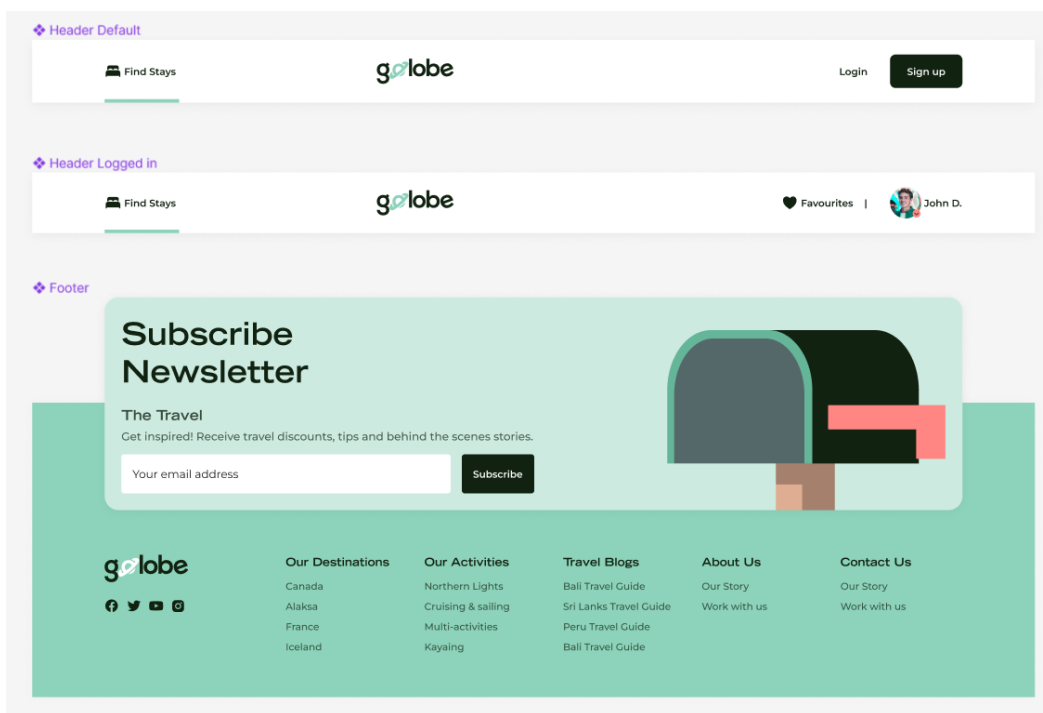 Header Default
Find Stays
golobe
Login
Sign up
Header Logged in
Find Stays
golobe
Favourites |
John D.
Footer
Subscribe
Newsletter
The Travel
Get inspired! Receive travel discounts, tips and behind the scenes stories.
Your email address
Subscribe
golobe
Our Destinations
Canada
Alaksa
France
Iceland
Our Activities
Northern Lights
Cruising & sailing
Multi-activities
Kayaing
Travel Blogs
Bali Travel Guide
Sri Lanks Travel Guide
Peru Travel Guide
Bali Travel Guide
About Us
Our Story
Work with us
Contact Us
Our Story
Work with us